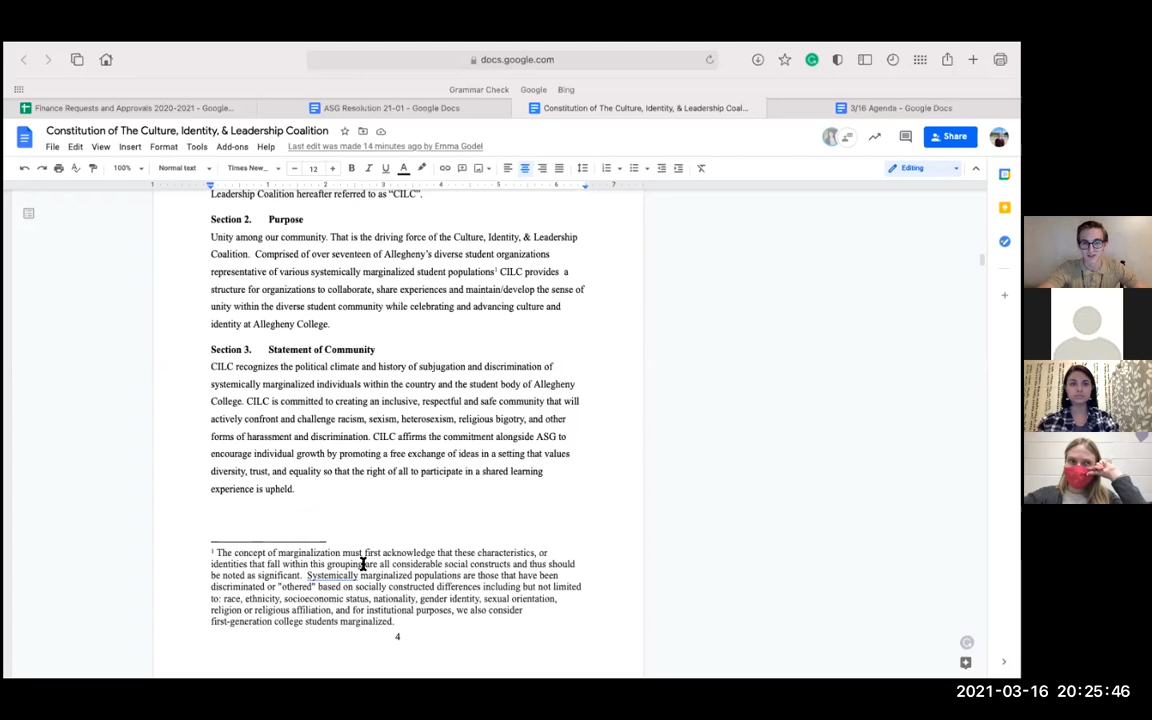 docs.google.com
Grammar Check Google Bing
Finance Requests and Approvals 2020-2021 - Google...
ASG Resolution 21-01 - Google Docs
Constitution of The Culture, Identity, & Leadership Coal...
3/16 Agenda - Google Docs
Constitution of The Culture, Identity, & Leadership Coalition
File Edit View Insert Format Tools Add-ons Help Last edit was made 14 minutes ago by Emma Godel
Share
100% Normal text Times New... 12 B I U A Editing
1 1 2 3 4 5 6 7
Leadership Coalition hereafter referred to as “CILC”.
Section 2. Purpose
Unity among our community. That is the driving force of the Culture, Identity, & Leadership
Coalition. Comprised of over seventeen of Allegheny’s diverse student organizations
representative of various systemically marginalized student populations¹ CILC provides a
structure for organizations to collaborate, share experiences and maintain/develop the sense of
unity within the diverse student community while celebrating and advancing culture and
identity at Allegheny College.
Section 3. Statement of Community
CILC recognizes the political climate and history of subjugation and discrimination of
systemically marginalized individuals within the country and the student body of Allegheny
College. CILC is committed to creating an inclusive, respectful and safe community that will
actively confront and challenge racism, sexism, heterosexism, religious bigotry, and other
forms of harassment and discrimination. CILC affirms the commitment alongside ASG to
encourage individual growth by promoting a free exchange of ideas in a setting that values
diversity, trust, and equality so that the right of all to participate in a shared learning
experience is upheld.
¹ The concept of marginalization must first acknowledge that these characteristics, or
identities that fall within this grouping are all considerable social constructs and thus should
be noted as significant. Systemically marginalized populations are those that have been
discriminated or "othered" based on socially constructed differences including but not limited
to: race, ethnicity, socioeconomic status, nationality, gender identity, sexual orientation,
religion or religious affiliation, and for institutional purposes, we also consider
first-generation college students marginalized.
4
2021-03-16 20:25:46